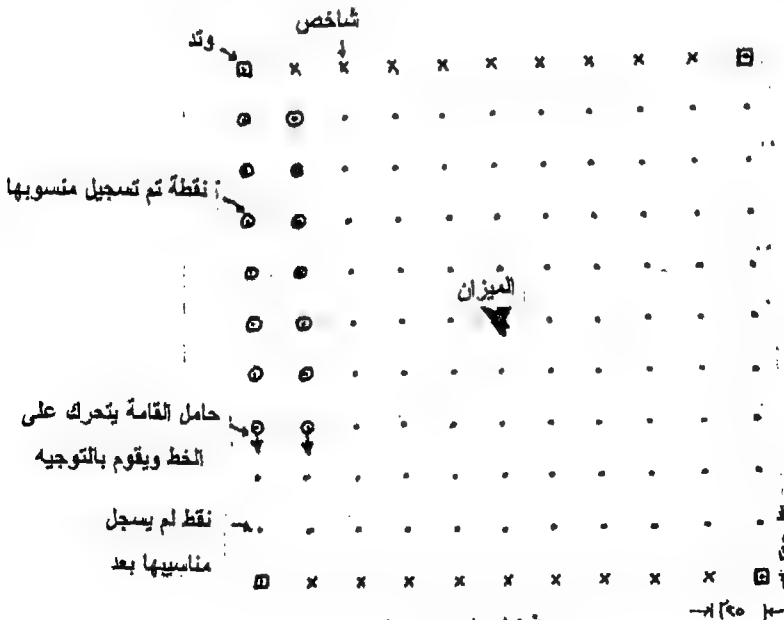 شاخص
وتد
نقطة تم تسجيل منسوبها
الميزان
حامل القامة يتحرك على
الخط ويقوم بالتوجيه
نقط لم يسجل
مناسيبها بعد